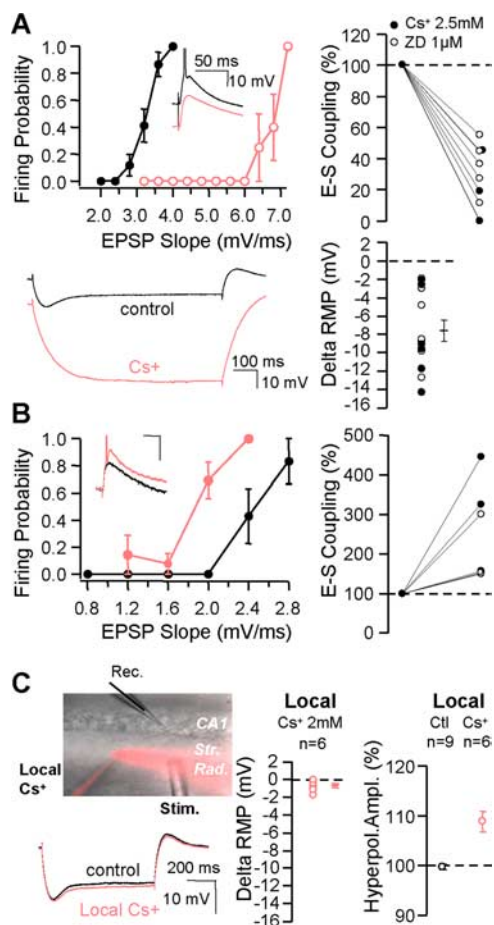 A
Firing Probability
1.0
0.8
0.6
0.4
0.2
0.0
50 ms
10 mV
2.0 3.0 4.0 5.0 6.0 7.0
EPSP Slope (mV/ms)
Cs⁺ 2.5mM
ZD 1µM
E-S Coupling (%)
120
100
80
60
40
20
0
control
Cs+
100 ms
10 mV
Delta RMP (mV)
2
0
-2
-4
-6
-8
-10
-12
-14
-16
B
Firing Probability
1.0
0.8
0.6
0.4
0.2
0.0
0.8 1.2 1.6 2.0 2.4 2.8
EPSP Slope (mV/ms)
E-S Coupling (%)
500
400
300
200
100
0
C
Rec.
CA1
Str.
Rad.
Local
Cs⁺
Stim.
control
Local Cs+
200 ms
10 mV
Local
Cs⁺ 2mM
n=6
Delta RMP (mV)
2
0
-2
-4
-6
-8
-10
-12
-14
-16
Local
Ctl Cs⁺
n=9 n=6
Hyperpol.Ampl. (%)
120
110
100
90